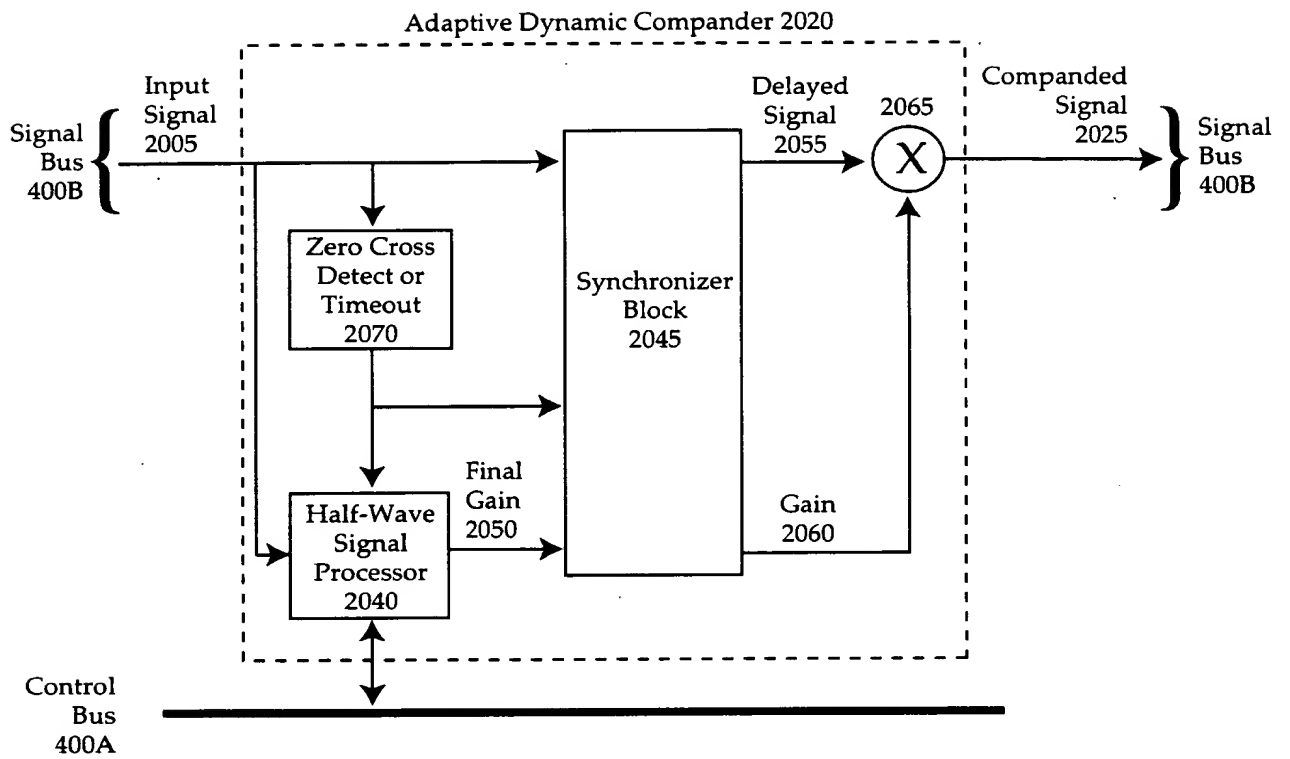 Adaptive Dynamic Compander 2020
Signal
Bus
400B
Input
Signal
2005
Delayed
Signal
2055
2065
X
Companded
Signal
2025
Signal
Bus
400B
Zero Cross
Detect or
Timeout
2070
Synchronizer
Block
2045
Half-Wave
Signal
Processor
2040
Final
Gain
2050
Gain
2060
Control
Bus
400A